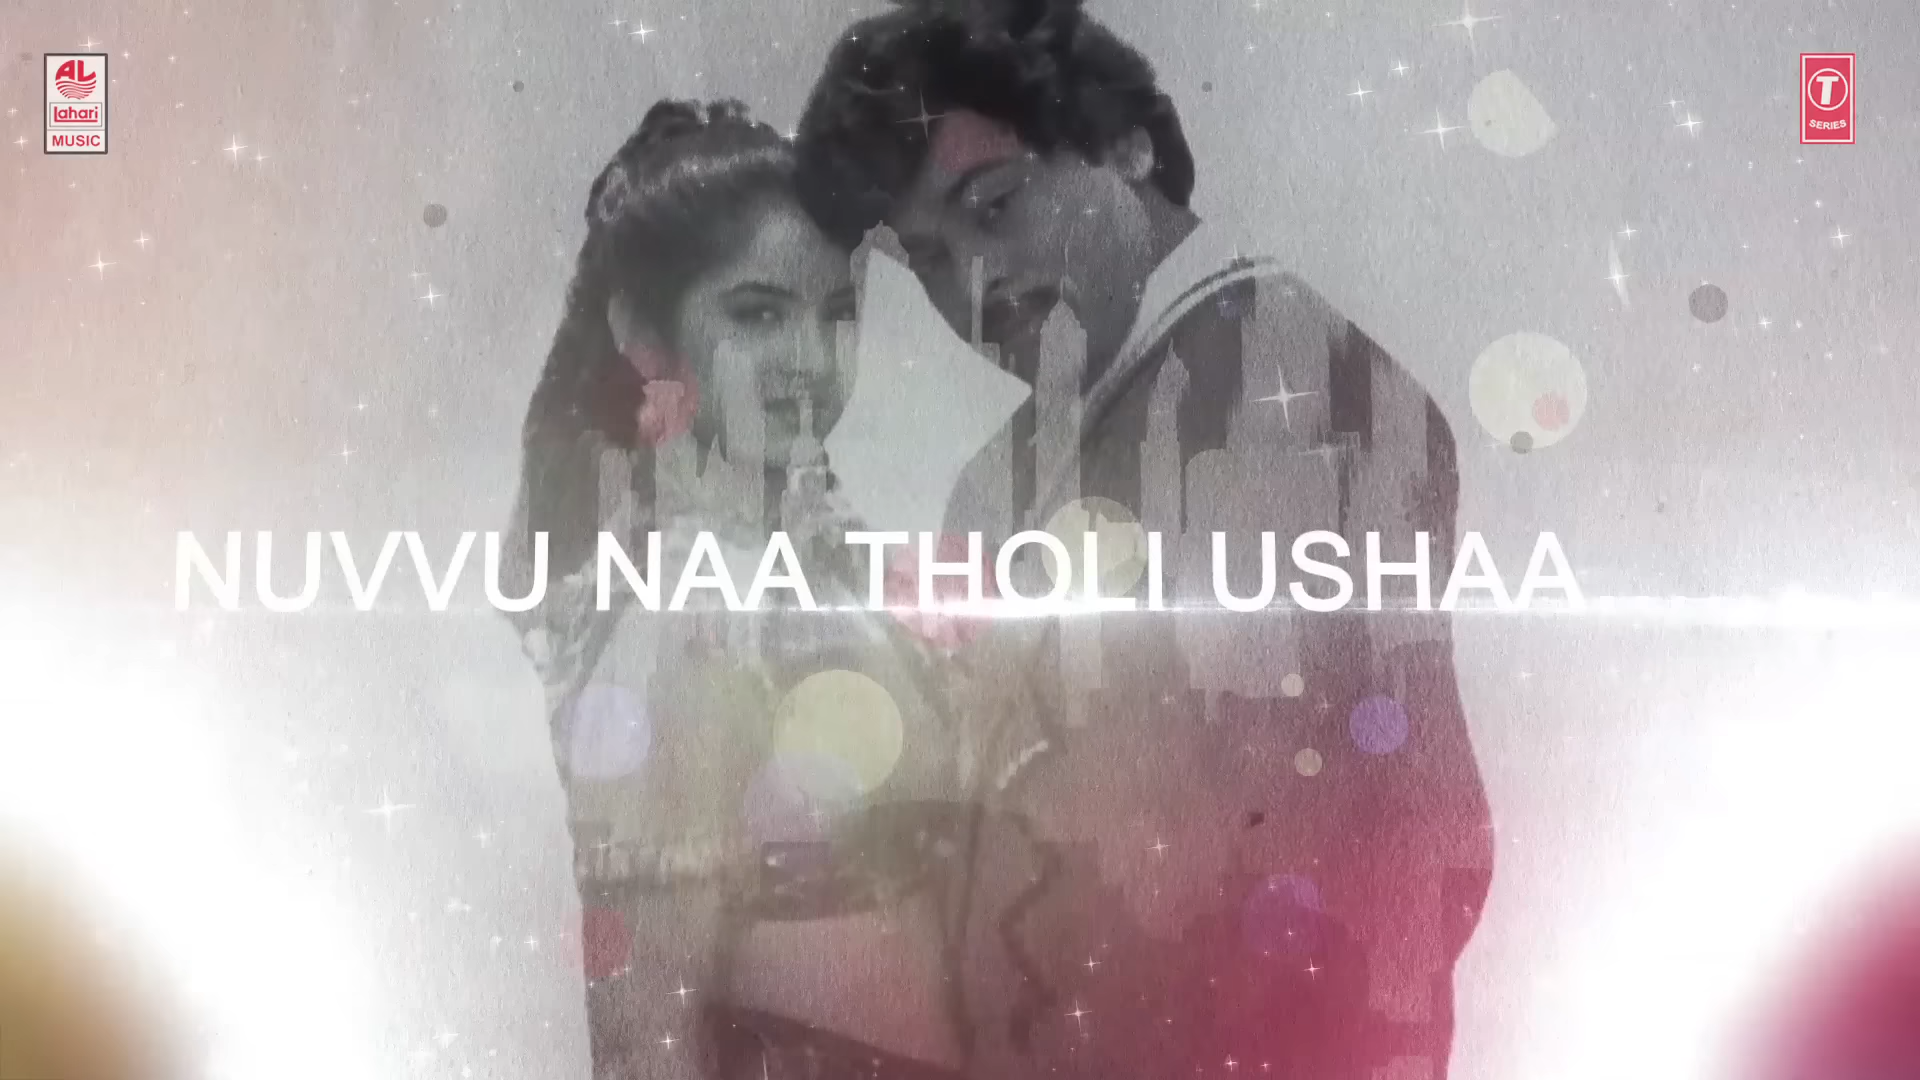 AL
Lahari
MUSIC
T
SERIES
NUVVU NAA THOLI USHAA